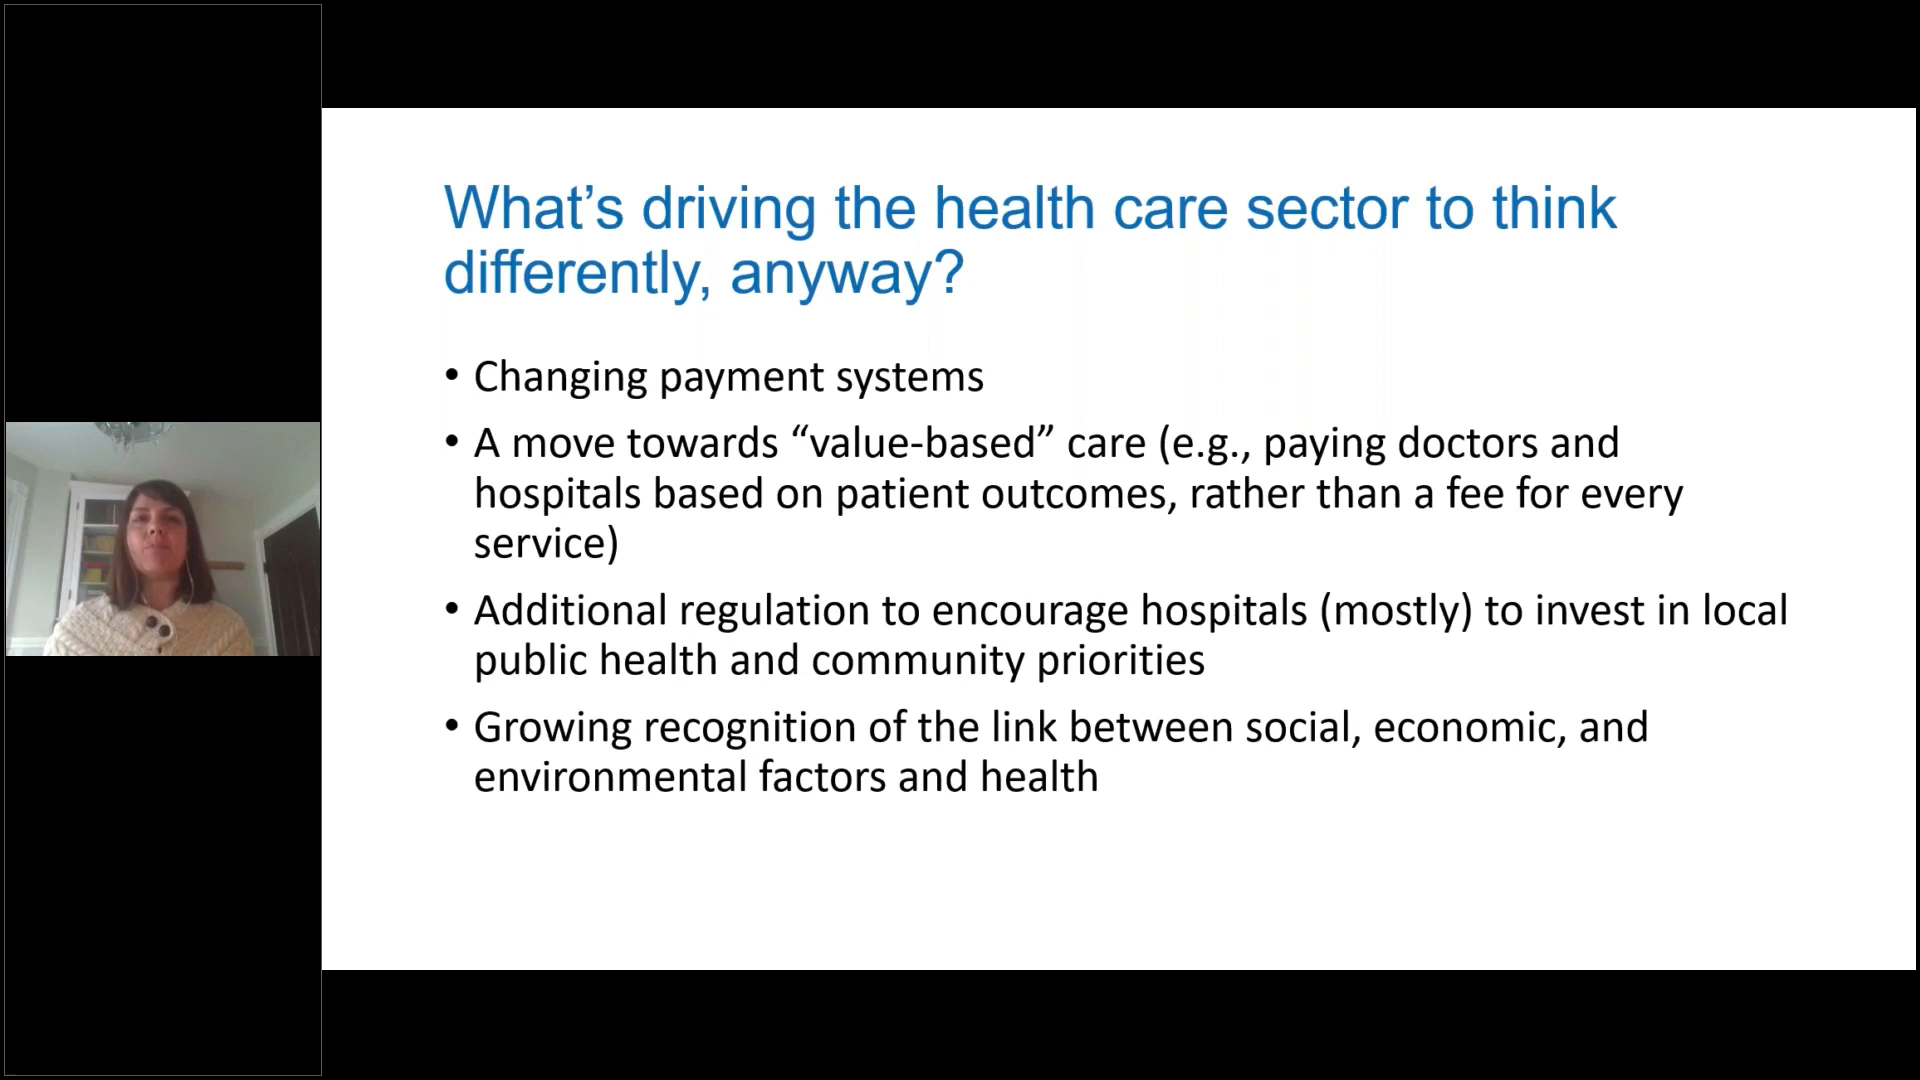 What’s driving the health care sector to think
differently, anyway?
• Changing payment systems
• A move towards “value-based” care (e.g., paying doctors and
hospitals based on patient outcomes, rather than a fee for every
service)
• Additional regulation to encourage hospitals (mostly) to invest in local
public health and community priorities
• Growing recognition of the link between social, economic, and
environmental factors and health